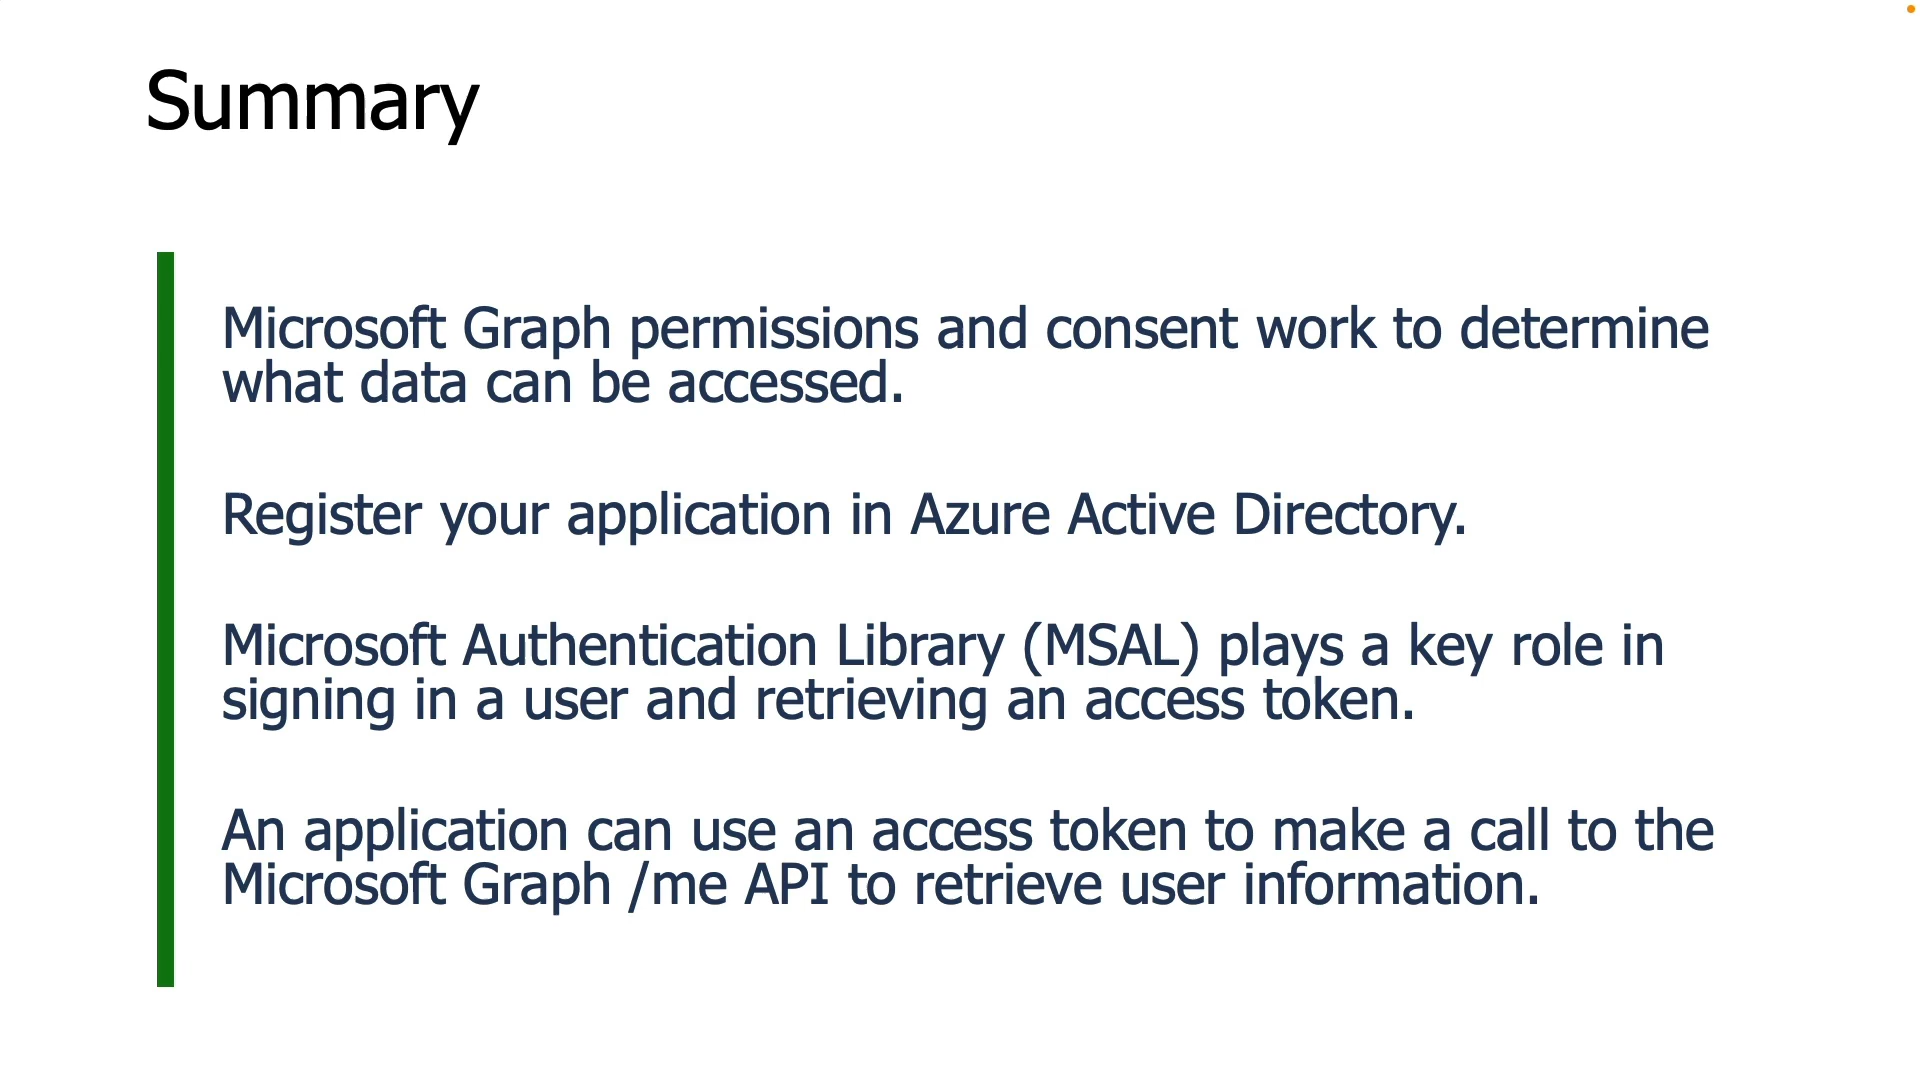 Summary
Microsoft Graph permissions and consent work to determine
what data can be accessed.
Register your application in Azure Active Directory.
Microsoft Authentication Library (MSAL) plays a key role in
signing in a user and retrieving an access token.
An application can use an access token to make a call to the
Microsoft Graph /me API to retrieve user information.